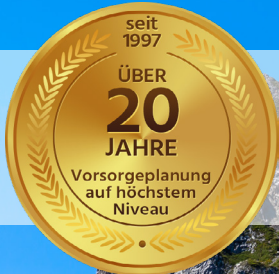 seit
1997
ÜBER
20
JAHRE
Vorsorgeplanung
auf höchstem
Niveau